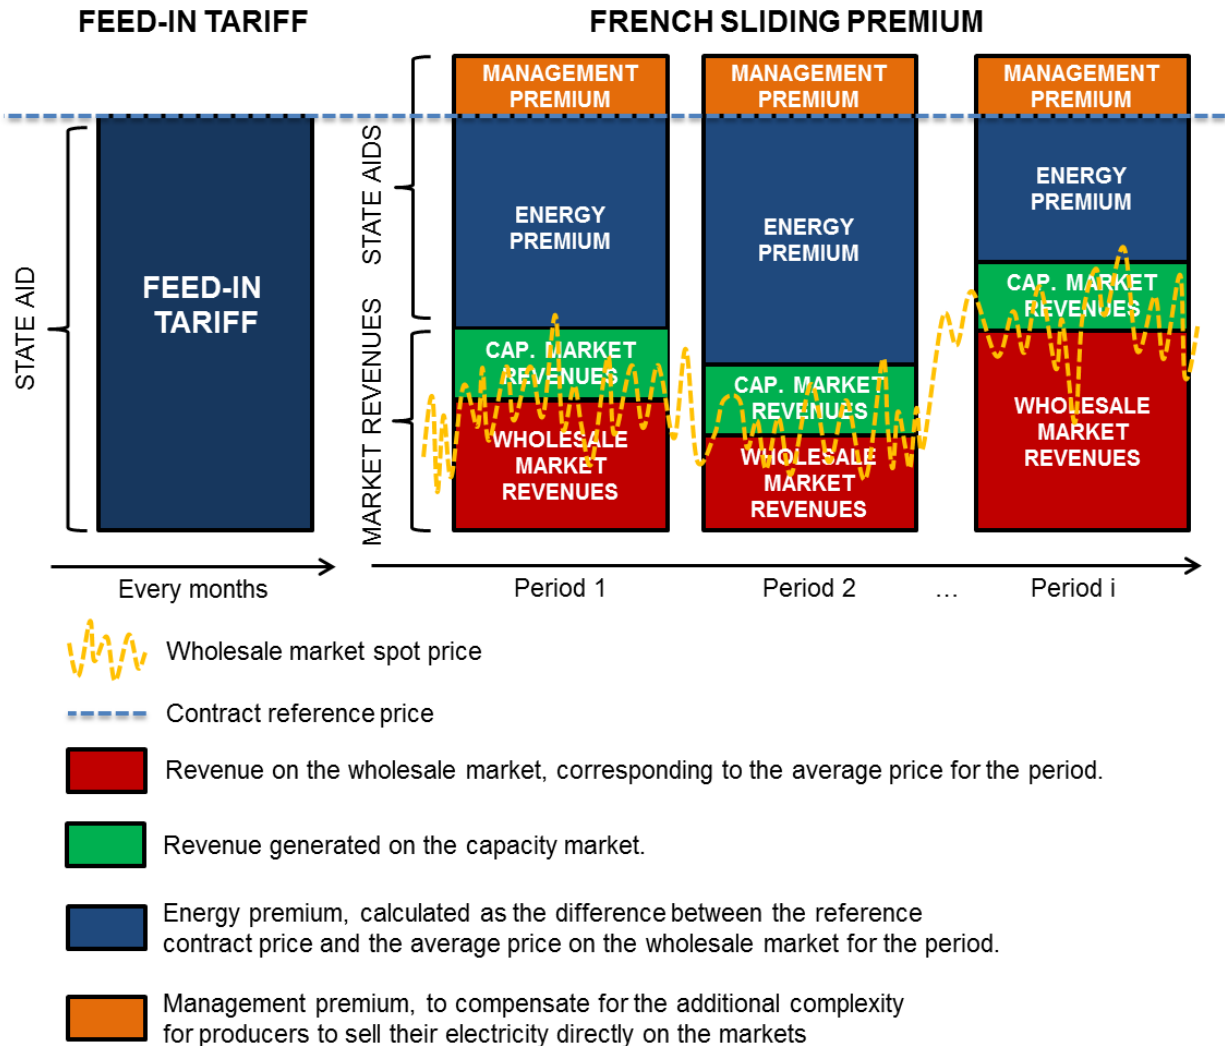 FEED-IN TARIFF
FRENCH SLIDING PREMIUM
STATE AID
FEED-IN
TARIFF
Every months
STATE AIDS
MARKET REVENUES
MANAGEMENT
PREMIUM
ENERGY
PREMIUM
CAP. MARKET
REVENUES
WHOLESALE
MARKET
REVENUES
Period 1
MANAGEMENT
PREMIUM
ENERGY
PREMIUM
CAP. MARKET
REVENUES
WHOLESALE
MARKET
REVENUES
Period 2
...
MANAGEMENT
PREMIUM
ENERGY
PREMIUM
CAP. MARKET
REVENUES
WHOLESALE
MARKET
REVENUES
Period i
Wholesale market spot price
Contract reference price
Revenue on the wholesale market, corresponding to the average price for the period.
Revenue generated on the capacity market.
Energy premium, calculated as the difference between the reference
contract price and the average price on the wholesale market for the period.
Management premium, to compensate for the additional complexity
for producers to sell their electricity directly on the markets